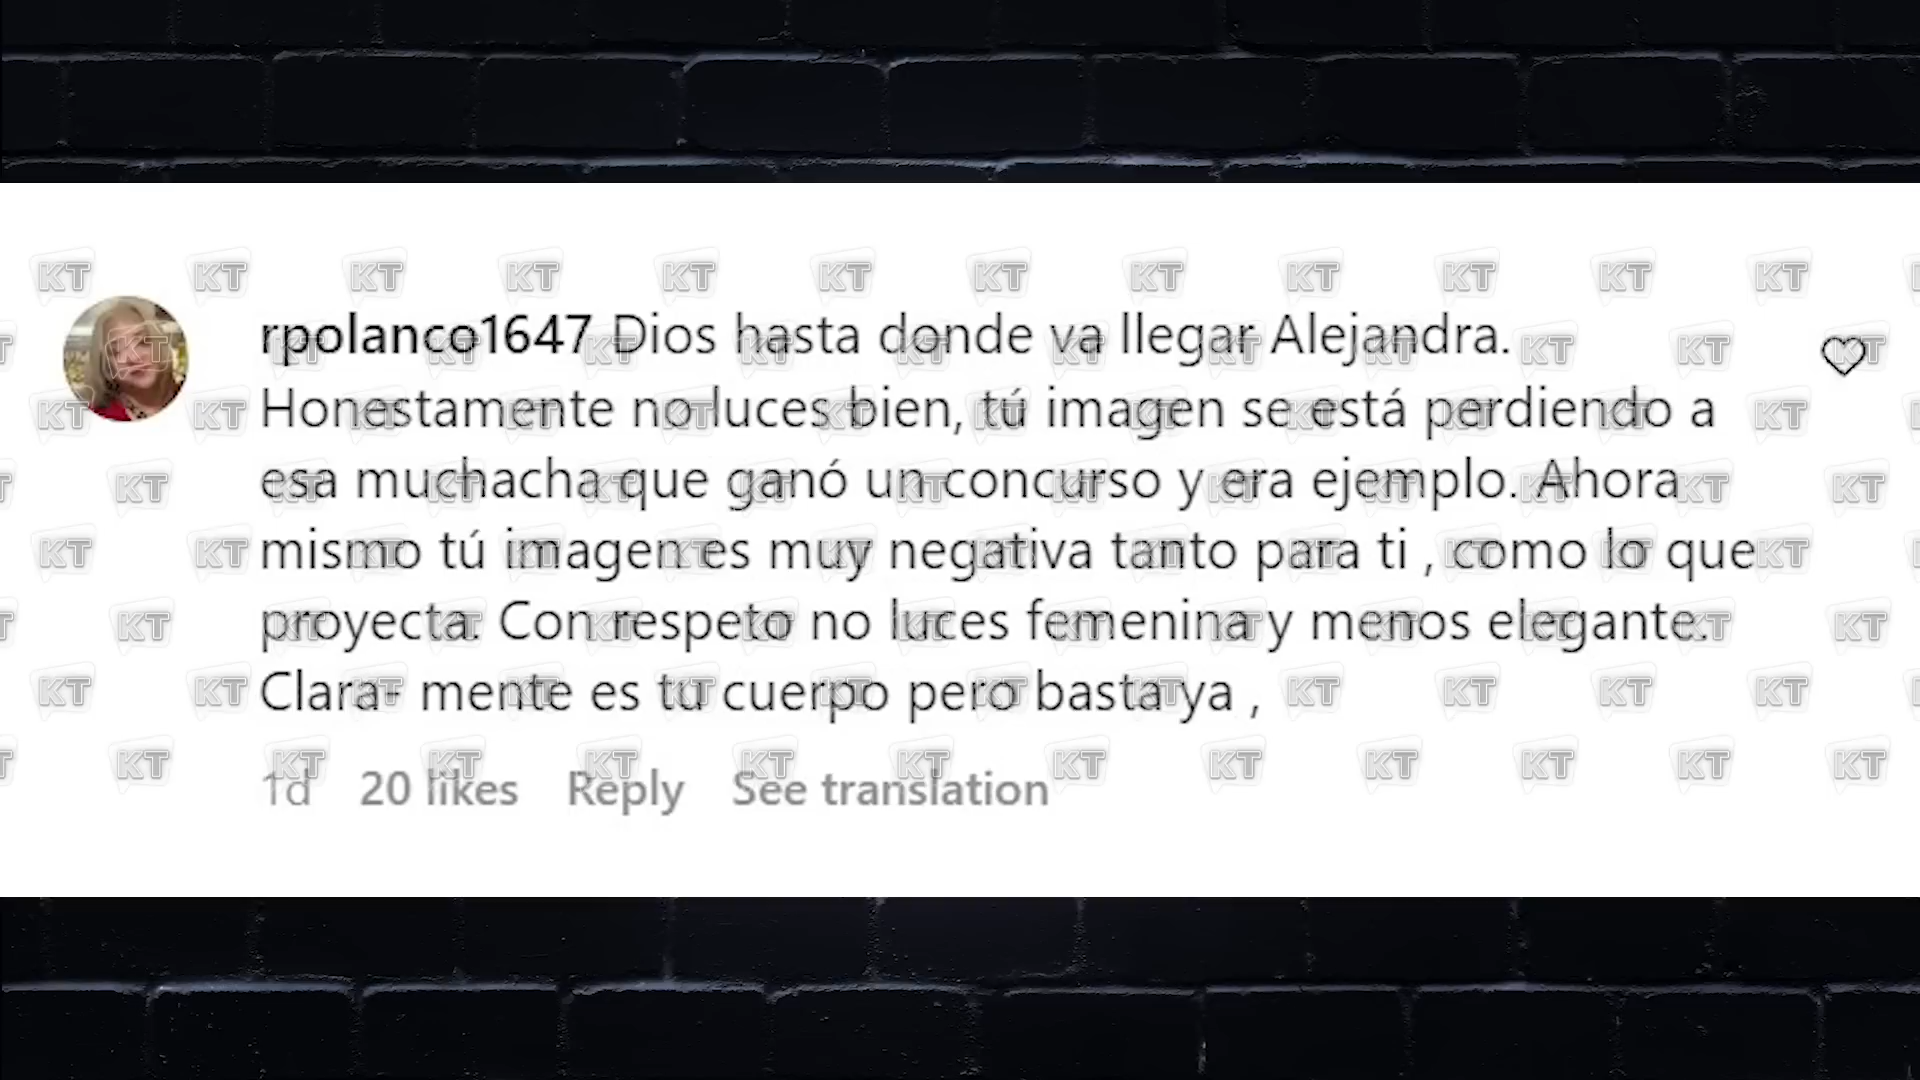 rpolanco1647 Dios hasta donde va llegar Alejandra.
Honestamente no luces bien, tú imagen se está perdiendo a
esa muchacha que ganó un concurso y era ejemplo. Ahora
mismo tú imagen es muy negativa tanto para ti , como lo que
proyecta. Con respeto no luces femenina y menos elegante.
Clara- mente es tu cuerpo pero basta ya ,
1d 20 likes Reply See translation
KT